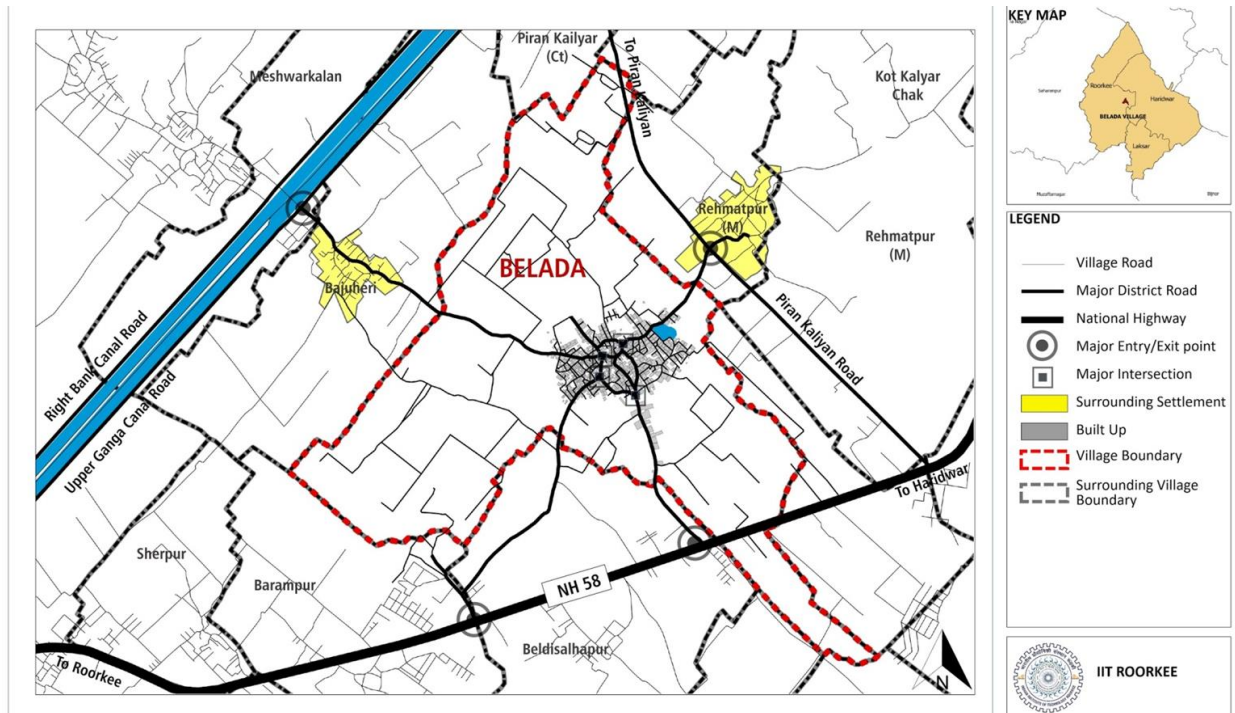 Piran Kailyar
(Ct)
To Piran Kaliyan
Meshwarkalan
Kot Kalyar
Chak
Rehmatpur
(M)
Rehmatpur
(M)
BELADA
Bajuheri
Piran Kaliyan Road
Right Bank Canal Road
Upper Ganga Canal Road
To Haridwar
Sherpur
Barampur
NH 58
Beldisalhapur
To Roorkee
N
KEY MAP
Saharanpur
Roorkee
Haridwar
BELADA VILLAGE
Laksar
Muzaffarnagar
LEGEND
Village Road
Major District Road
National Highway
Major Entry/Exit point
Major Intersection
Surrounding Settlement
Built Up
Village Boundary
Surrounding Village
Boundary
IIT ROORKEE